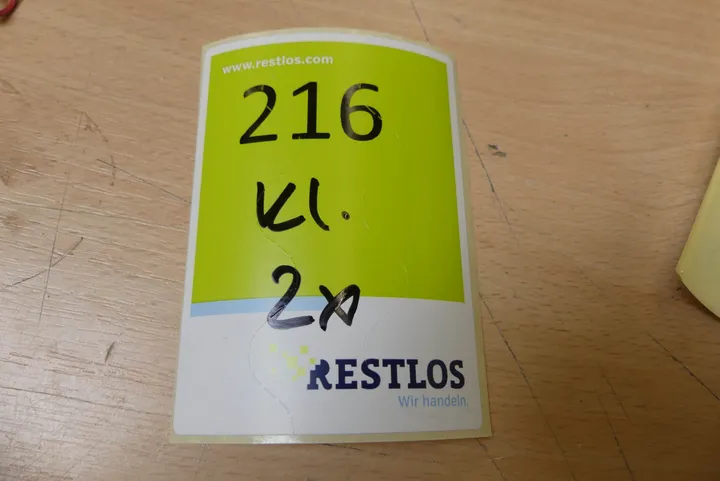 www.restlos.com
216
Kl.
2x
RESTLOS
Wir handeln.